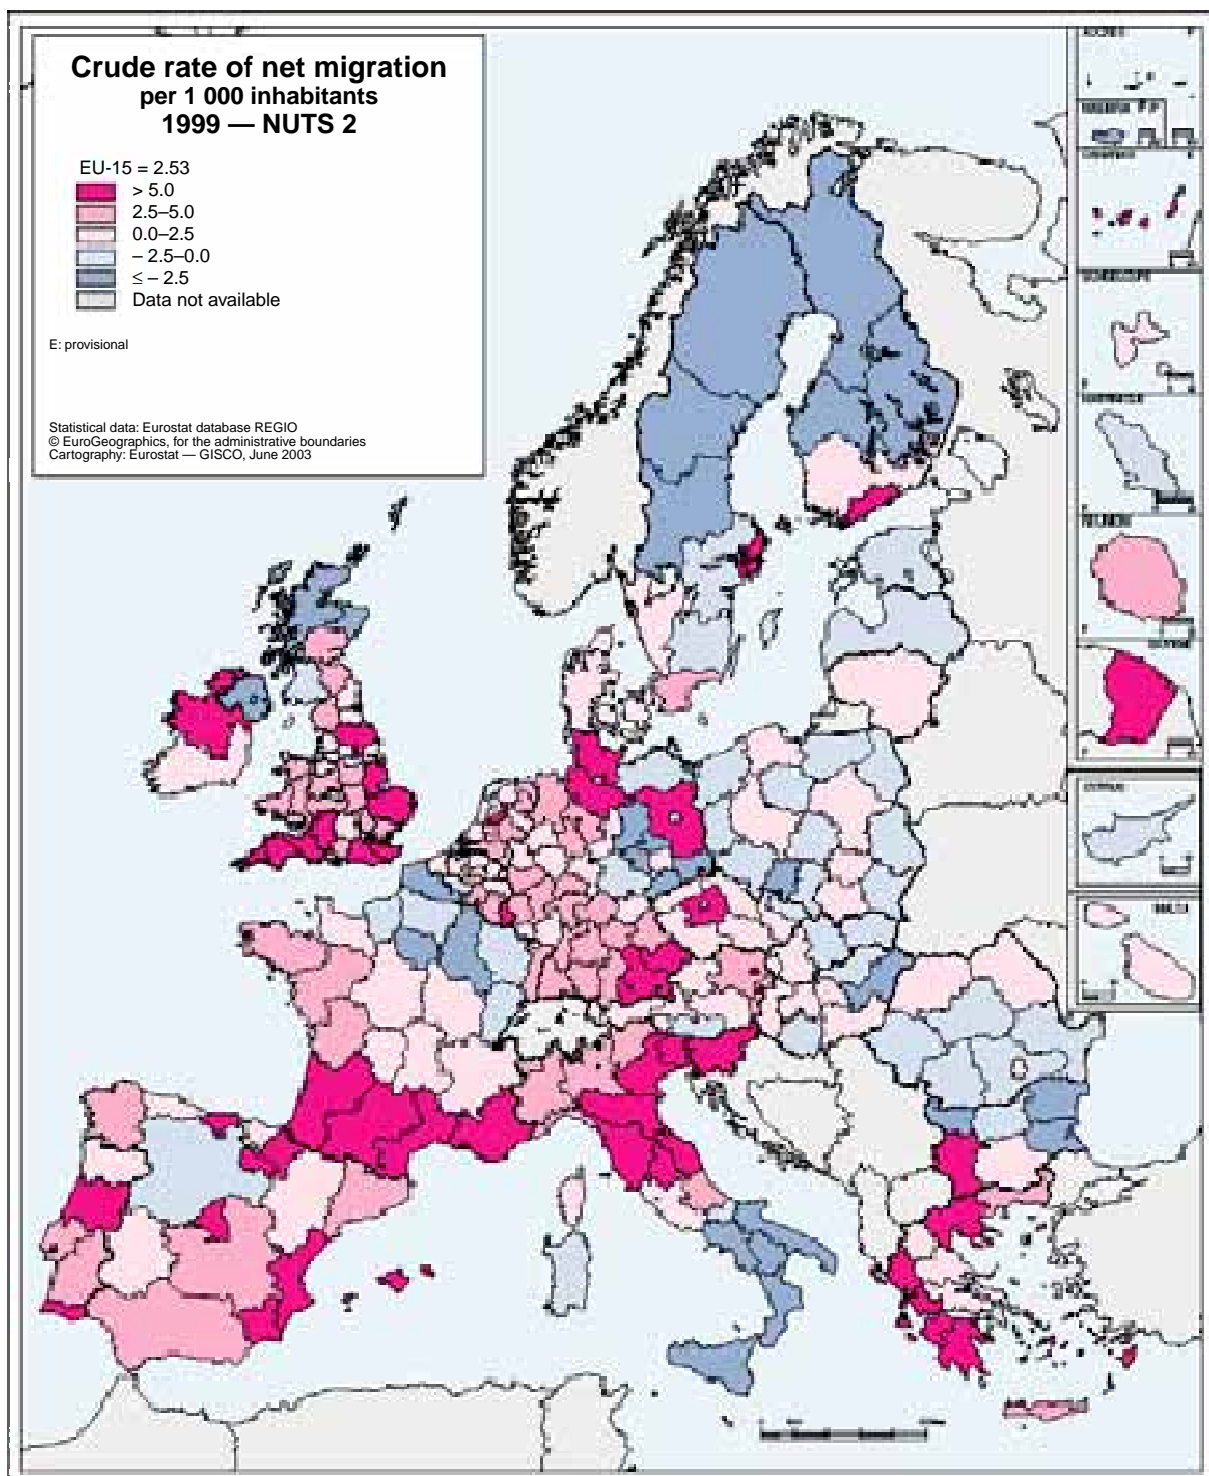 Crude rate of net migration
per 1 000 inhabitants
1999 — NUTS 2
EU-15 = 2.53
> 5.0
2.5–5.0
0.0–2.5
– 2.5–0.0
≤ – 2.5
Data not available
E: provisional
Statistical data: Eurostat database REGIO
© EuroGeographics, for the administrative boundaries
Cartography: Eurostat — GISCO, June 2003